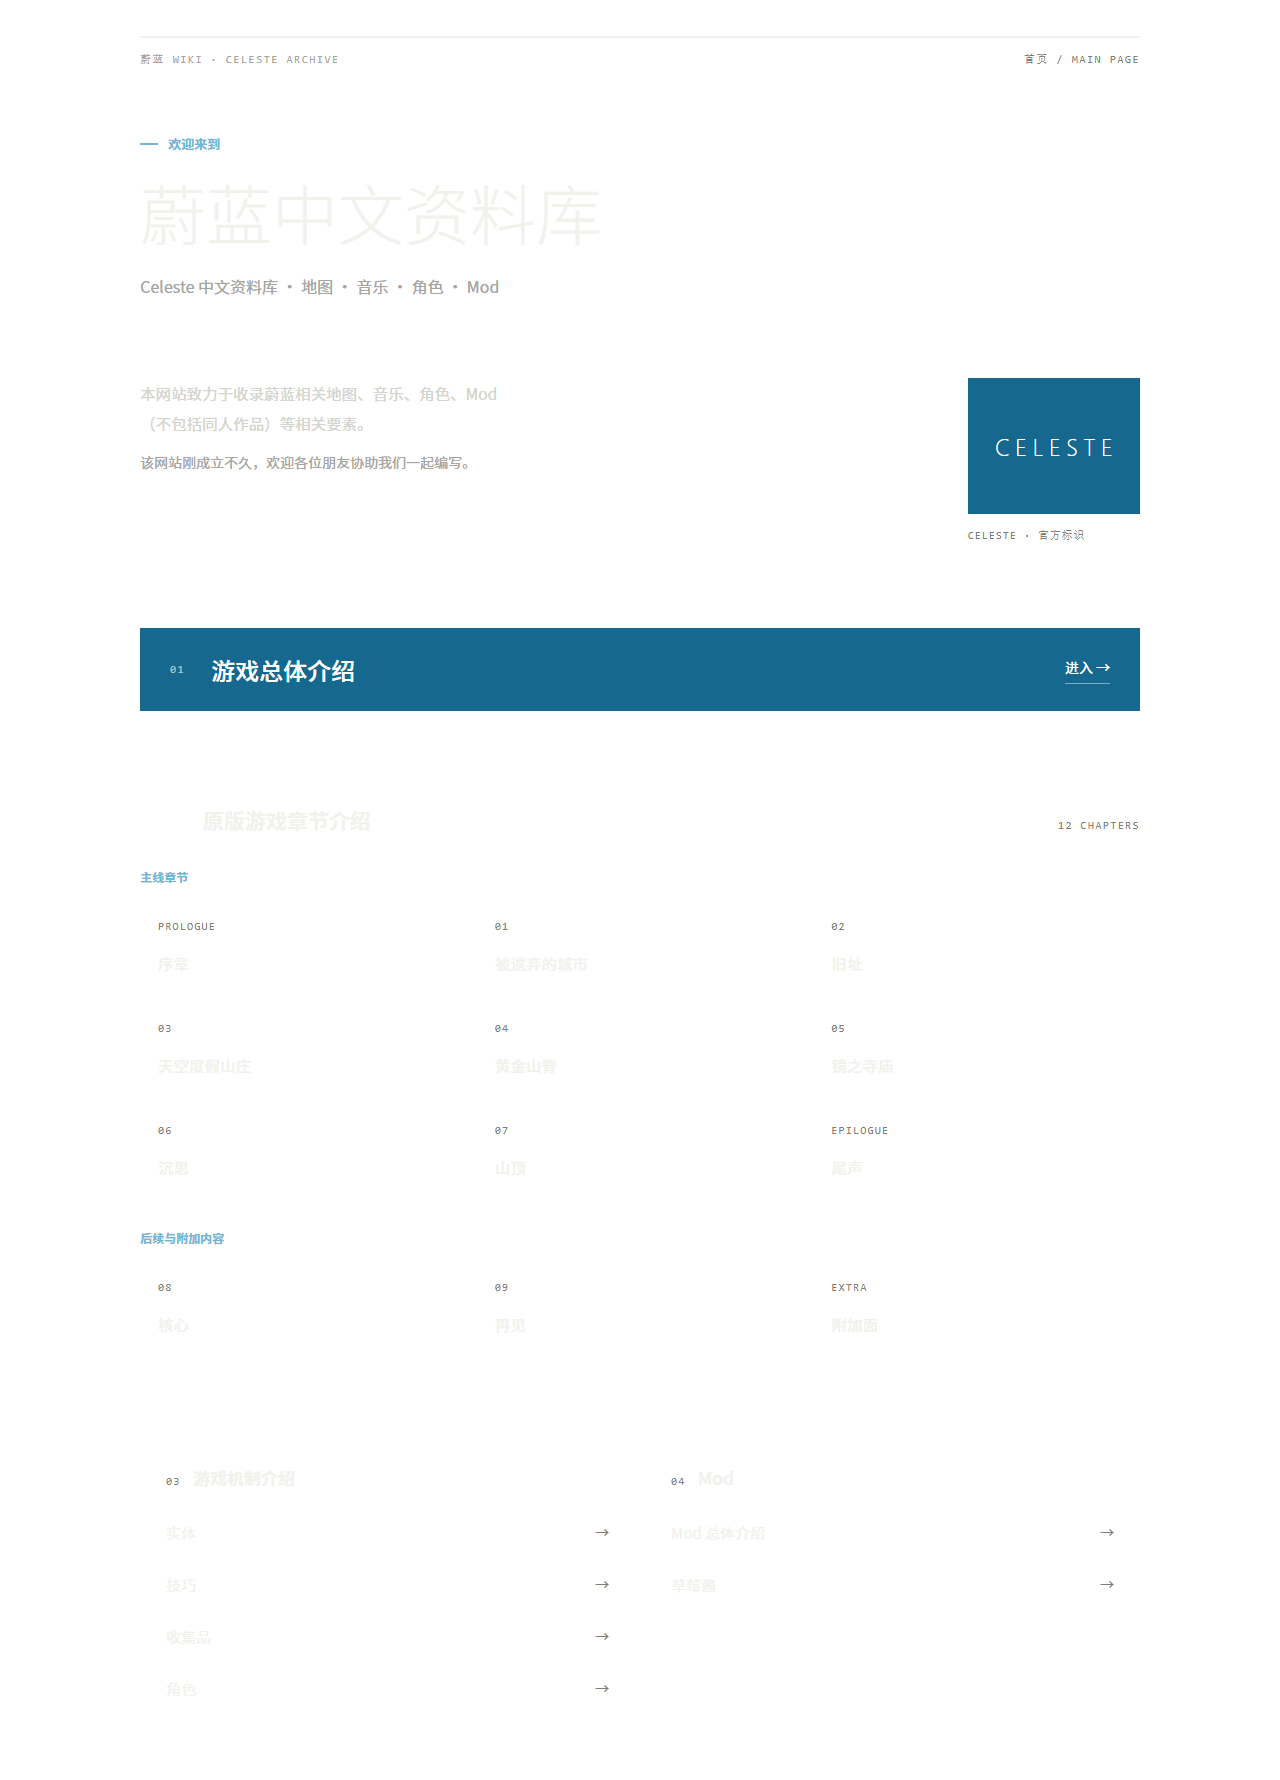 蔚蓝 WIKI · CELESTE ARCHIVE
首页 / MAIN PAGE
欢迎来到
蔚蓝中文资料库
Celeste 中文资料库 · 地图 · 音乐 · 角色 · Mod
本网站致力于收录蔚蓝相关地图、音乐、角色、Mod
（不包括同人作品）等相关要素。
该网站刚成立不久，欢迎各位朋友协助我们一起编写。
CELESTE
CELESTE · 官方标识
01 游戏总体介绍
进入 →
原版游戏章节介绍
12 CHAPTERS
主线章节
PROLOGUE
序章
01
被遗弃的城市
02
旧址
03
天空度假山庄
04
黄金山脊
05
镜之寺庙
06
沉思
07
山顶
EPILOGUE
尾声
后续与附加内容
08
核心
09
再见
EXTRA
附加面
03 游戏机制介绍
实体 →
技巧 →
收集品 →
角色 →
04 Mod
Mod 总体介绍 →
草莓酱 →